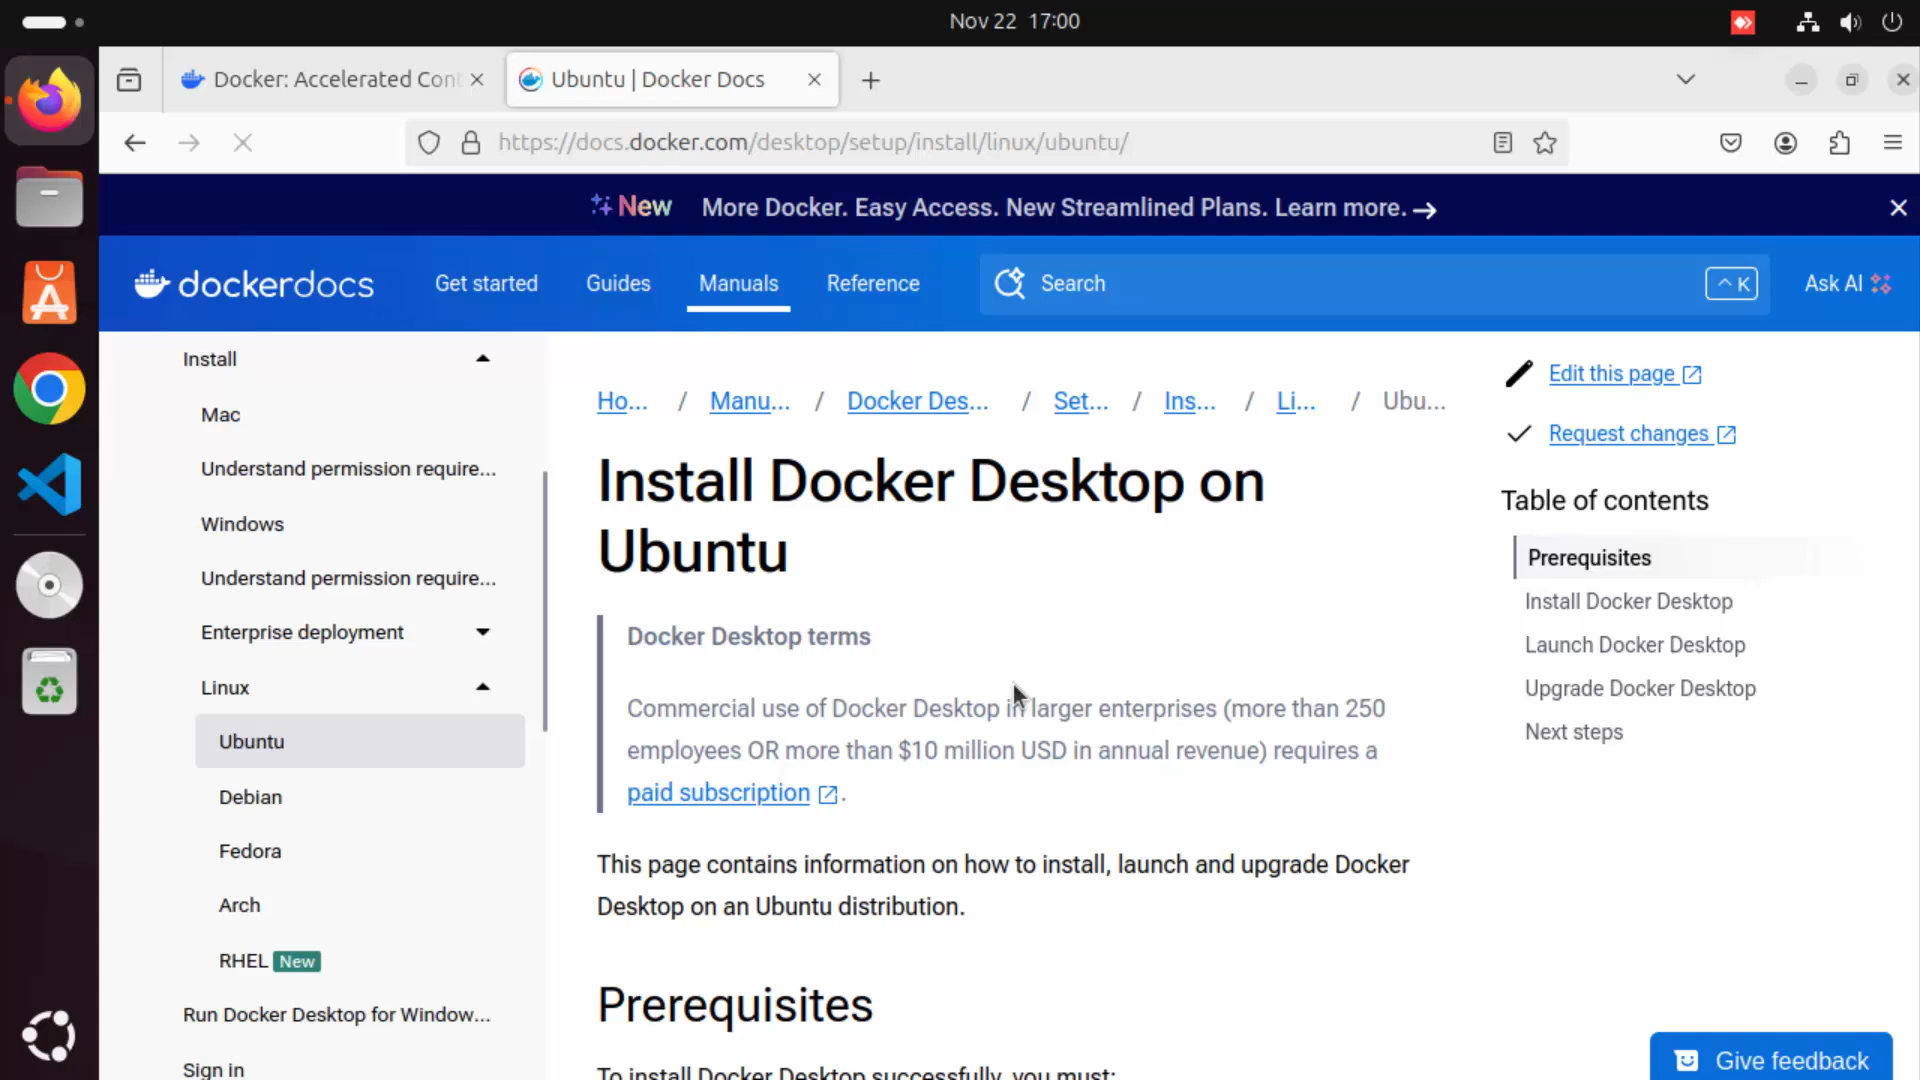 Nov 22 17:00
Docker: Accelerated Cont
Ubuntu | Docker Docs
https://docs.docker.com/desktop/setup/install/linux/ubuntu/
New More Docker. Easy Access. New Streamlined Plans. Learn more. →
dockerdocs
Get started
Guides
Manuals
Reference
Search
^ K
Ask AI
Install
Mac
Understand permission require...
Windows
Understand permission require...
Enterprise deployment
Linux
Ubuntu
Debian
Fedora
Arch
RHEL New
Run Docker Desktop for Window...
Sign in
Ho... / Manu... / Docker Des... / Set... / Ins... / Li... / Ubu...
Install Docker Desktop on
Ubuntu
Docker Desktop terms
Commercial use of Docker Desktop in larger enterprises (more than 250
employees OR more than $10 million USD in annual revenue) requires a
paid subscription .
This page contains information on how to install, launch and upgrade Docker
Desktop on an Ubuntu distribution.
Prerequisites
To install Docker Desktop successfully, you must:
Edit this page
Request changes
Table of contents
Prerequisites
Install Docker Desktop
Launch Docker Desktop
Upgrade Docker Desktop
Next steps
Give feedback